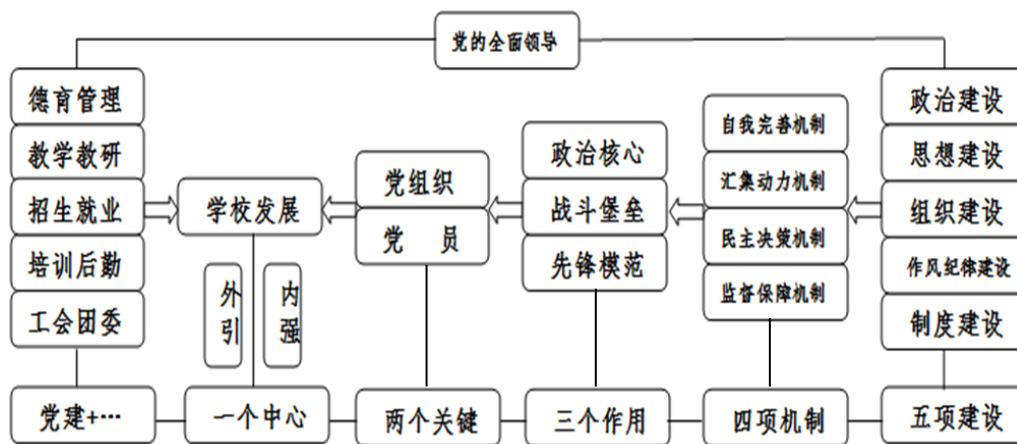 党的全面领导
德育管理
教学教研
招生就业
培训后勤
工会团委
学校发展
外引
内强
党组织
党 员
政治核心
战斗堡垒
先锋模范
自我完善机制
汇集动力机制
民主决策机制
监督保障机制
政治建设
思想建设
组织建设
作风纪律建设
制度建设
党建+…
一个中心
两个关键
三个作用
四项机制
五项建设